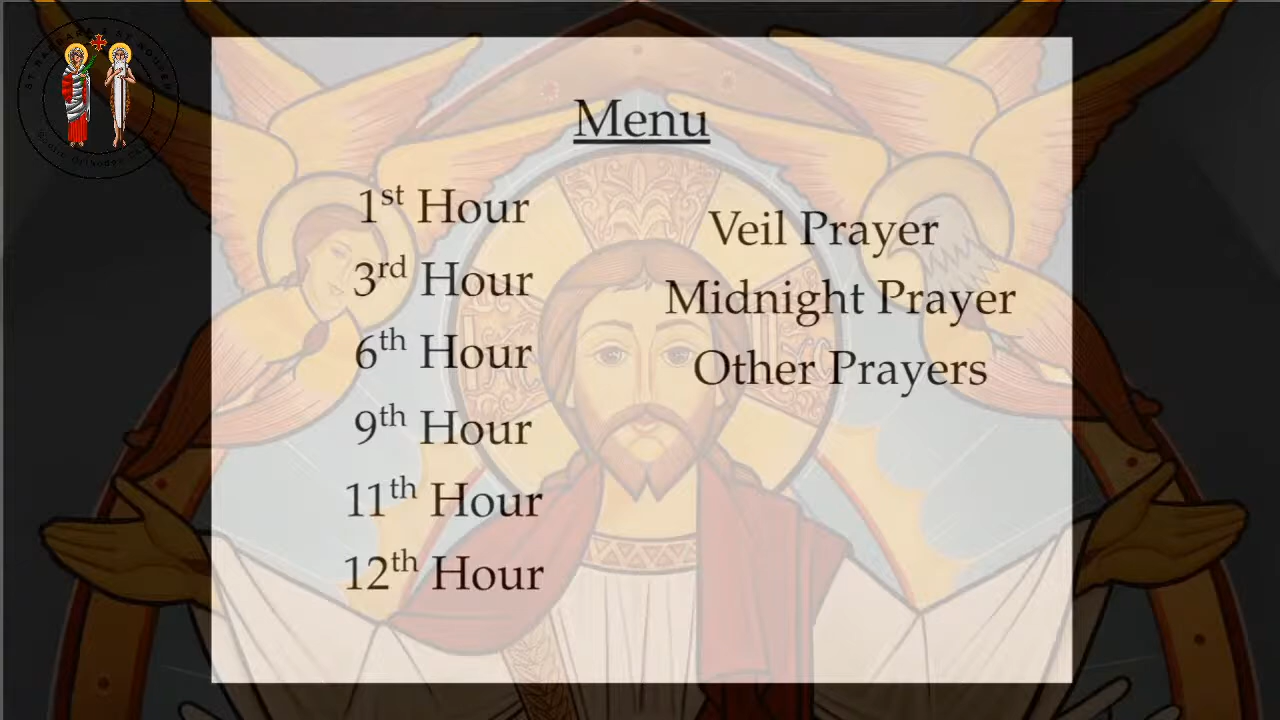 Menu
1st Hour
3rd Hour
6th Hour
9th Hour
11th Hour
12th Hour
Veil Prayer
Midnight Prayer
Other Prayers